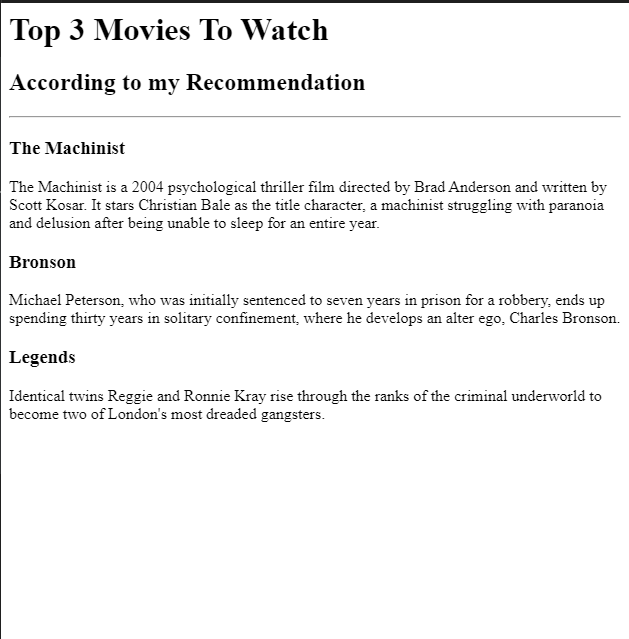 Top 3 Movies To Watch
According to my Recommendation
The Machinist
The Machinist is a 2004 psychological thriller film directed by Brad Anderson and written by
Scott Kosar. It stars Christian Bale as the title character, a machinist struggling with paranoia
and delusion after being unable to sleep for an entire year.
Bronson
Michael Peterson, who was initially sentenced to seven years in prison for a robbery, ends up
spending thirty years in solitary confinement, where he develops an alter ego, Charles Bronson.
Legends
Identical twins Reggie and Ronnie Kray rise through the ranks of the criminal underworld to
become two of London's most dreaded gangsters.